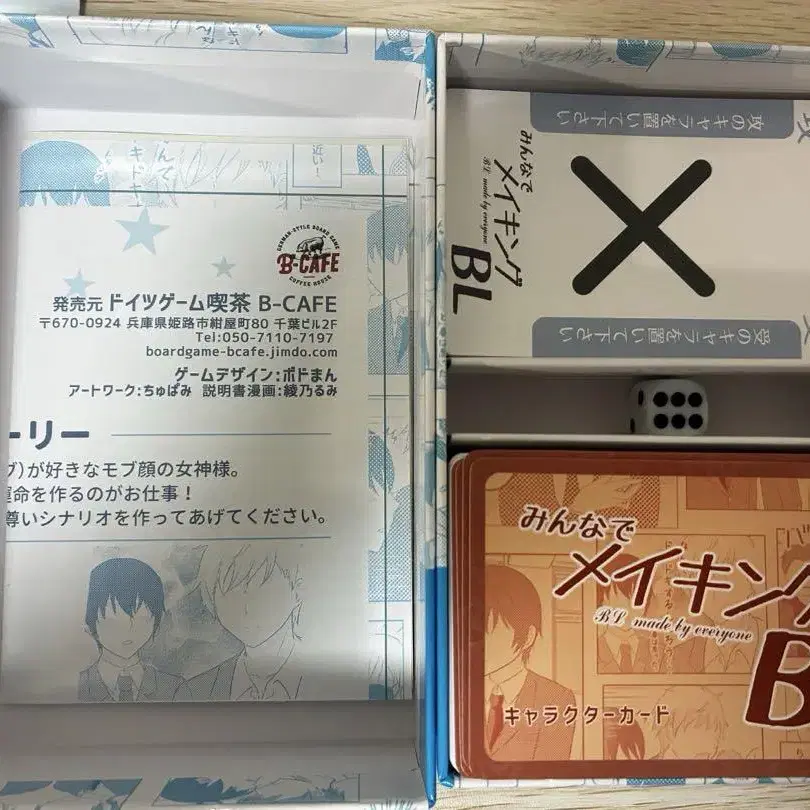 近い!
GERMAN-STYLE BOARD GAME
B-CAFE
COFFEE HOUSE
発売元 ドイツゲーム喫茶 B-CAFE
〒670-0924 兵庫県姫路市紺屋町80 千葉ビル2F
Tel:050-7110-7197
boardgame-bcafe.jimdo.com
ゲームデザイン:ボドまん
アートワーク:ちゅぱみ 説明書漫画:綾乃るみ
ーリー
ブ)が好きなモブ顔の女神様。
運命を作るのがお仕事!
尊いシナリオを作ってあげてください。
攻のキャラを置いて下さい
みんなで
メイキング
BL made by everyone
BL
受のキャラを置いて下さい
みんなで
メイキング
BL made by everyone
B
キャラクターカード